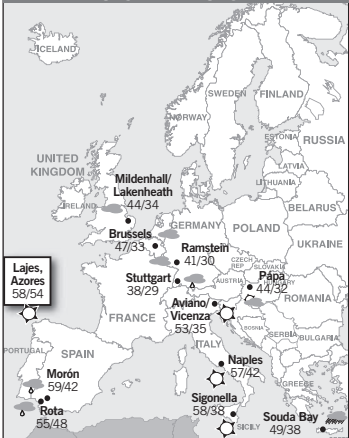 ICELAND
SWEDEN
FINLAND
NORWAY
ESTONIA
RUSSIA
LATVIA
LITHUANIA
UNITED
KINGDOM
IRELAND
BELARUS
Mildenhall/
Lakenheath
44/34
GERMANY
POLAND
Brussels
47/33
UKRAINE
Ramstein
41/30
CZECH
REP
SLOVAKIA
Stuttgart
38/29
AUSTRIA
Pápa
44/32
HUNGARY
Lajes,
Azores
58/54
FRANCE
Aviano/
Vicenza
53/35
ROMANIA
BOSNIA
SERBIA
BULGARIA
ITALY
PORTUGAL
SPAIN
Morón
59/42
Naples
57/42
GREECE
Rota
55/48
Sigonella
58/38
SICILY
Souda Bay
49/38